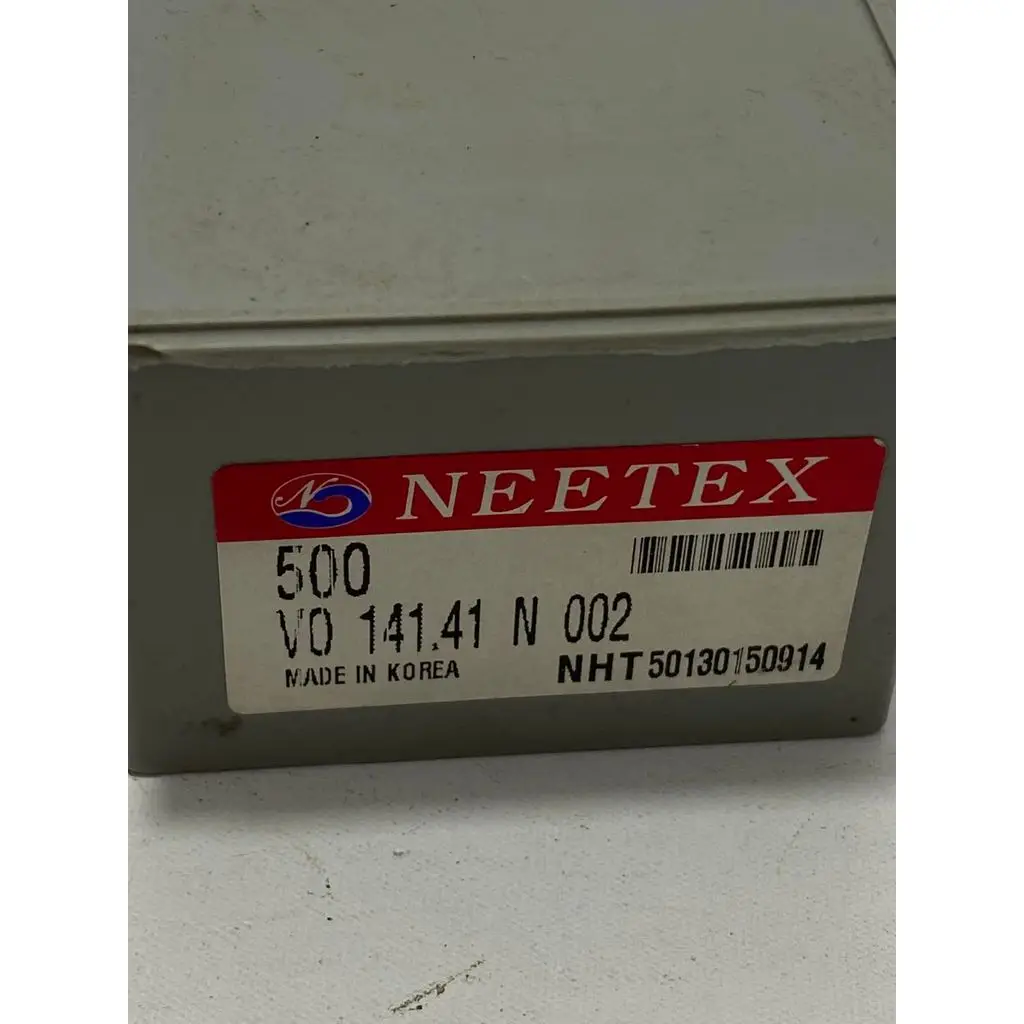 N NEETEX
500
VO 141.41 N 002
MADE IN KOREA
NHT 50130150914